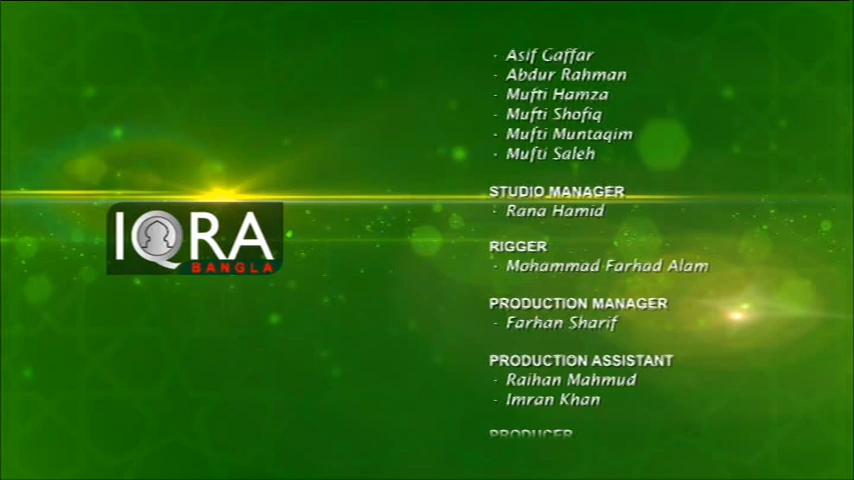 - Asif Gaffar
- Abdur Rahman
- Mufti Hamza
- Mufti Shofiq
- Mufti Muntaqim
- Mufti Saleh
STUDIO MANAGER
- Rana Hamid
RIGGER
- Mohammad Farhad Alam
PRODUCTION MANAGER
- Farhan Sharif
PRODUCTION ASSISTANT
- Raihan Mahmud
- Imran Khan
PRODUCER
IQRA
BANGLA